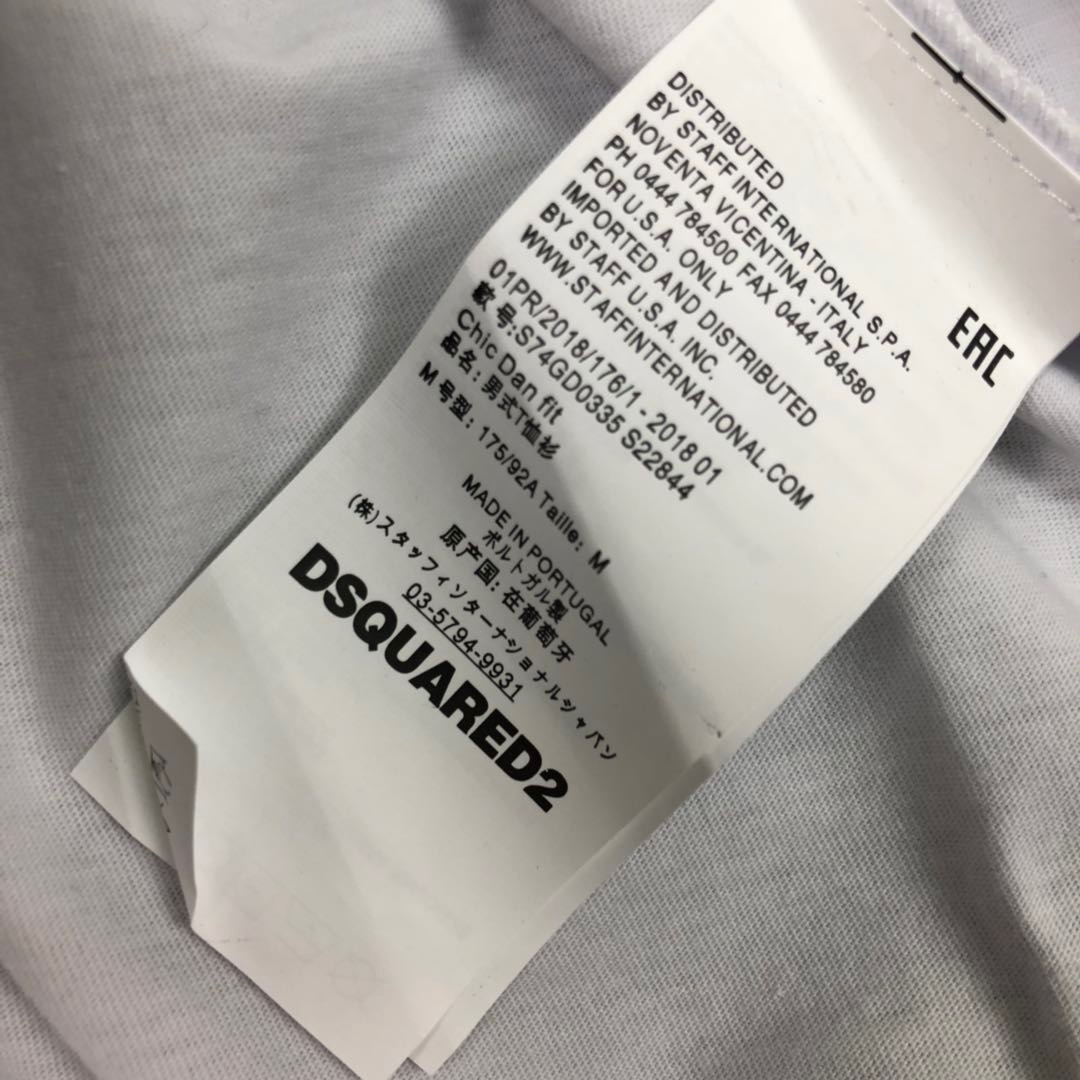 DISTRIBUTED
BY STAFF INTERNATIONAL S.P.A.
NOVENTA VICENTINA - ITALY
PH 0444 784500 FAX 0444 784580
FOR U.S.A. ONLY
IMPORTED AND DISTRIBUTED
BY STAFF U.S.A. INC.
WWW.STAFFINTERNATIONAL.COM
EAC
01PR/2018/176/1 - 2018 01
款号:S74GD0335 S22844
Chic Dan fit
品名: 男式T恤衫
M 号型: 175/92A Taille: M
MADE IN PORTUGAL
ポルトガル製
原产国: 在葡萄牙
(株)スタッフィンターナショナルジャパン
03-5794-9931
DSQUARED2